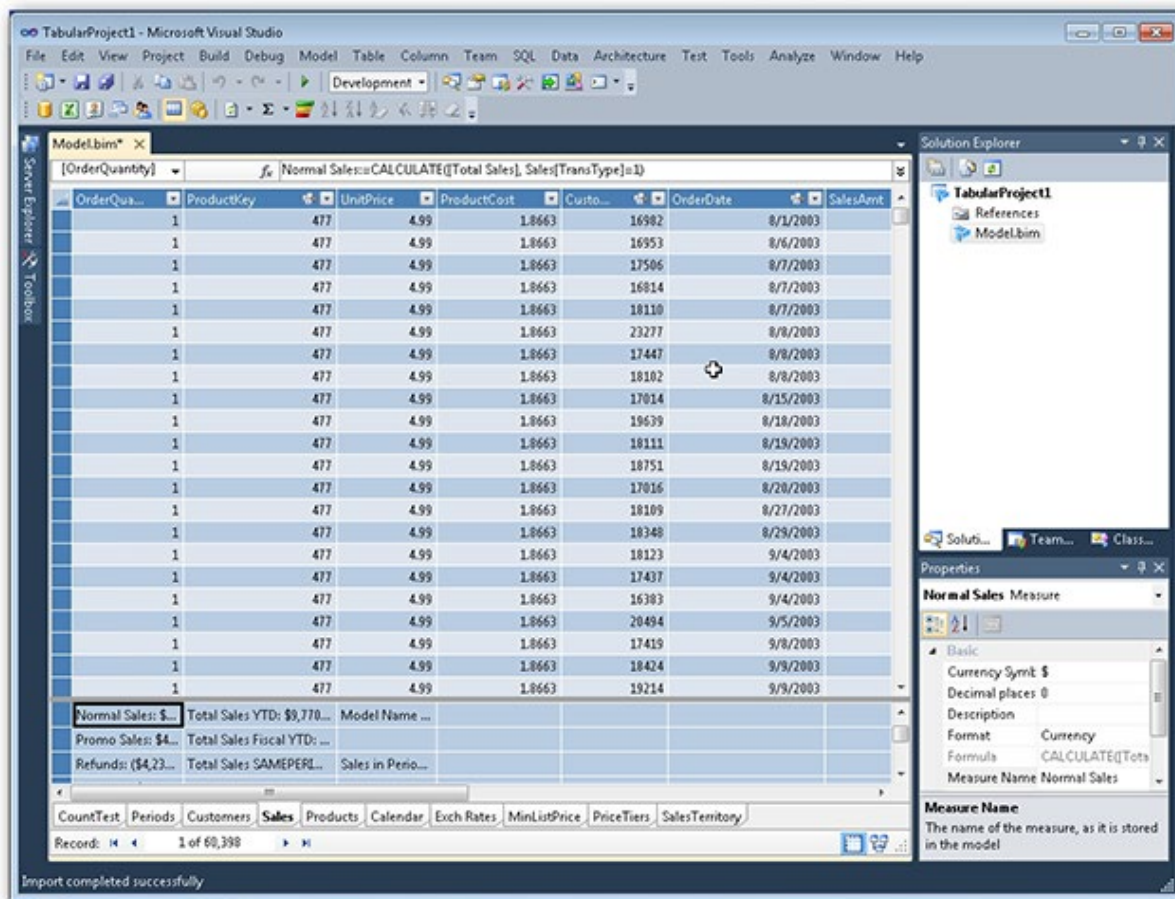 TabularProject1 - Microsoft Visual Studio
File Edit View Project Build Debug Model Table Column Team SQL Data Architecture Test Tools Analyze Window Help
Development
Model.bim*
[OrderQuantity] fx Normal Sales:=CALCULATE([Total Sales], Sales[TransType]=1)
OrderQua... ProductKey UnitPrice ProductCost Custo... OrderDate SalesAmt
1 477 4.99 1.8663 16982 8/1/2003
1 477 4.99 1.8663 16953 8/6/2003
1 477 4.99 1.8663 17506 8/7/2003
1 477 4.99 1.8663 16814 8/7/2003
1 477 4.99 1.8663 18110 8/7/2003
1 477 4.99 1.8663 23277 8/8/2003
1 477 4.99 1.8663 17447 8/8/2003
1 477 4.99 1.8663 18102 8/8/2003
1 477 4.99 1.8663 17014 8/15/2003
1 477 4.99 1.8663 19639 8/18/2003
1 477 4.99 1.8663 18111 8/19/2003
1 477 4.99 1.8663 18751 8/19/2003
1 477 4.99 1.8663 17016 8/20/2003
1 477 4.99 1.8663 18109 8/27/2003
1 477 4.99 1.8663 18348 8/29/2003
1 477 4.99 1.8663 18123 9/4/2003
1 477 4.99 1.8663 17437 9/4/2003
1 477 4.99 1.8663 16383 9/4/2003
1 477 4.99 1.8663 20494 9/5/2003
1 477 4.99 1.8663 17419 9/8/2003
1 477 4.99 1.8663 18424 9/9/2003
1 477 4.99 1.8663 19214 9/9/2003
Normal Sales: $... Total Sales YTD: $9,770... Model Name ...
Promo Sales: $4... Total Sales Fiscal YTD: ...
Refunds: ($4,23... Total Sales SAMEPERI... Sales in Perio...
CountTest Periods Customers Sales Products Calendar Exch Rates MinListPrice PriceTiers SalesTerritory
Record: 1 of 60,398
Import completed successfully
Server Explorer
Toolbox
Solution Explorer
TabularProject1
References
Model.bim
Soluti... Team... Class...
Properties
Normal Sales Measure
Basic
Currency Symb $
Decimal places 0
Description
Format Currency
Formula CALCULATE([Tota
Measure Name Normal Sales
Measure Name
The name of the measure, as it is stored
in the model